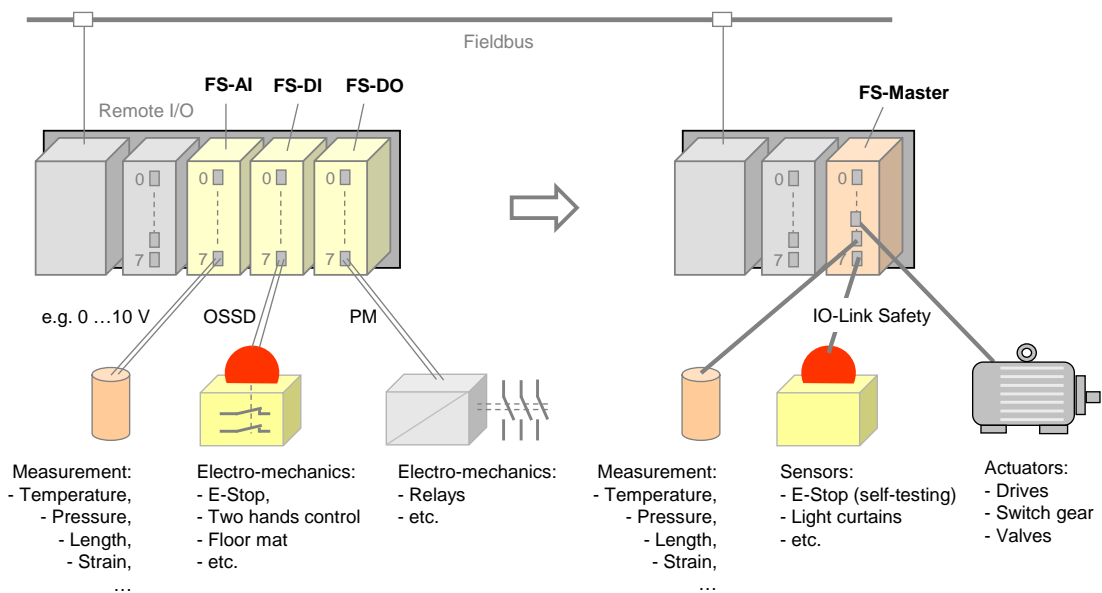 Fieldbus
FS-AI
FS-DI
FS-DO
FS-Master
Remote I/O
0
0
0
0
0
0
7
7
7
7
7
7
e.g. 0 …10 V
OSSD
PM
IO-Link Safety
Measurement:
- Temperature,
- Pressure,
- Length,
- Strain,
…
Electro-mechanics:
- E-Stop,
- Two hands control
- Floor mat
- etc.
Electro-mechanics:
- Relays
- etc.
Measurement:
- Temperature,
- Pressure,
- Length,
- Strain,
…
Sensors:
- E-Stop (self-testing)
- Light curtains
- etc.
Actuators:
- Drives
- Switch gear
- Valves